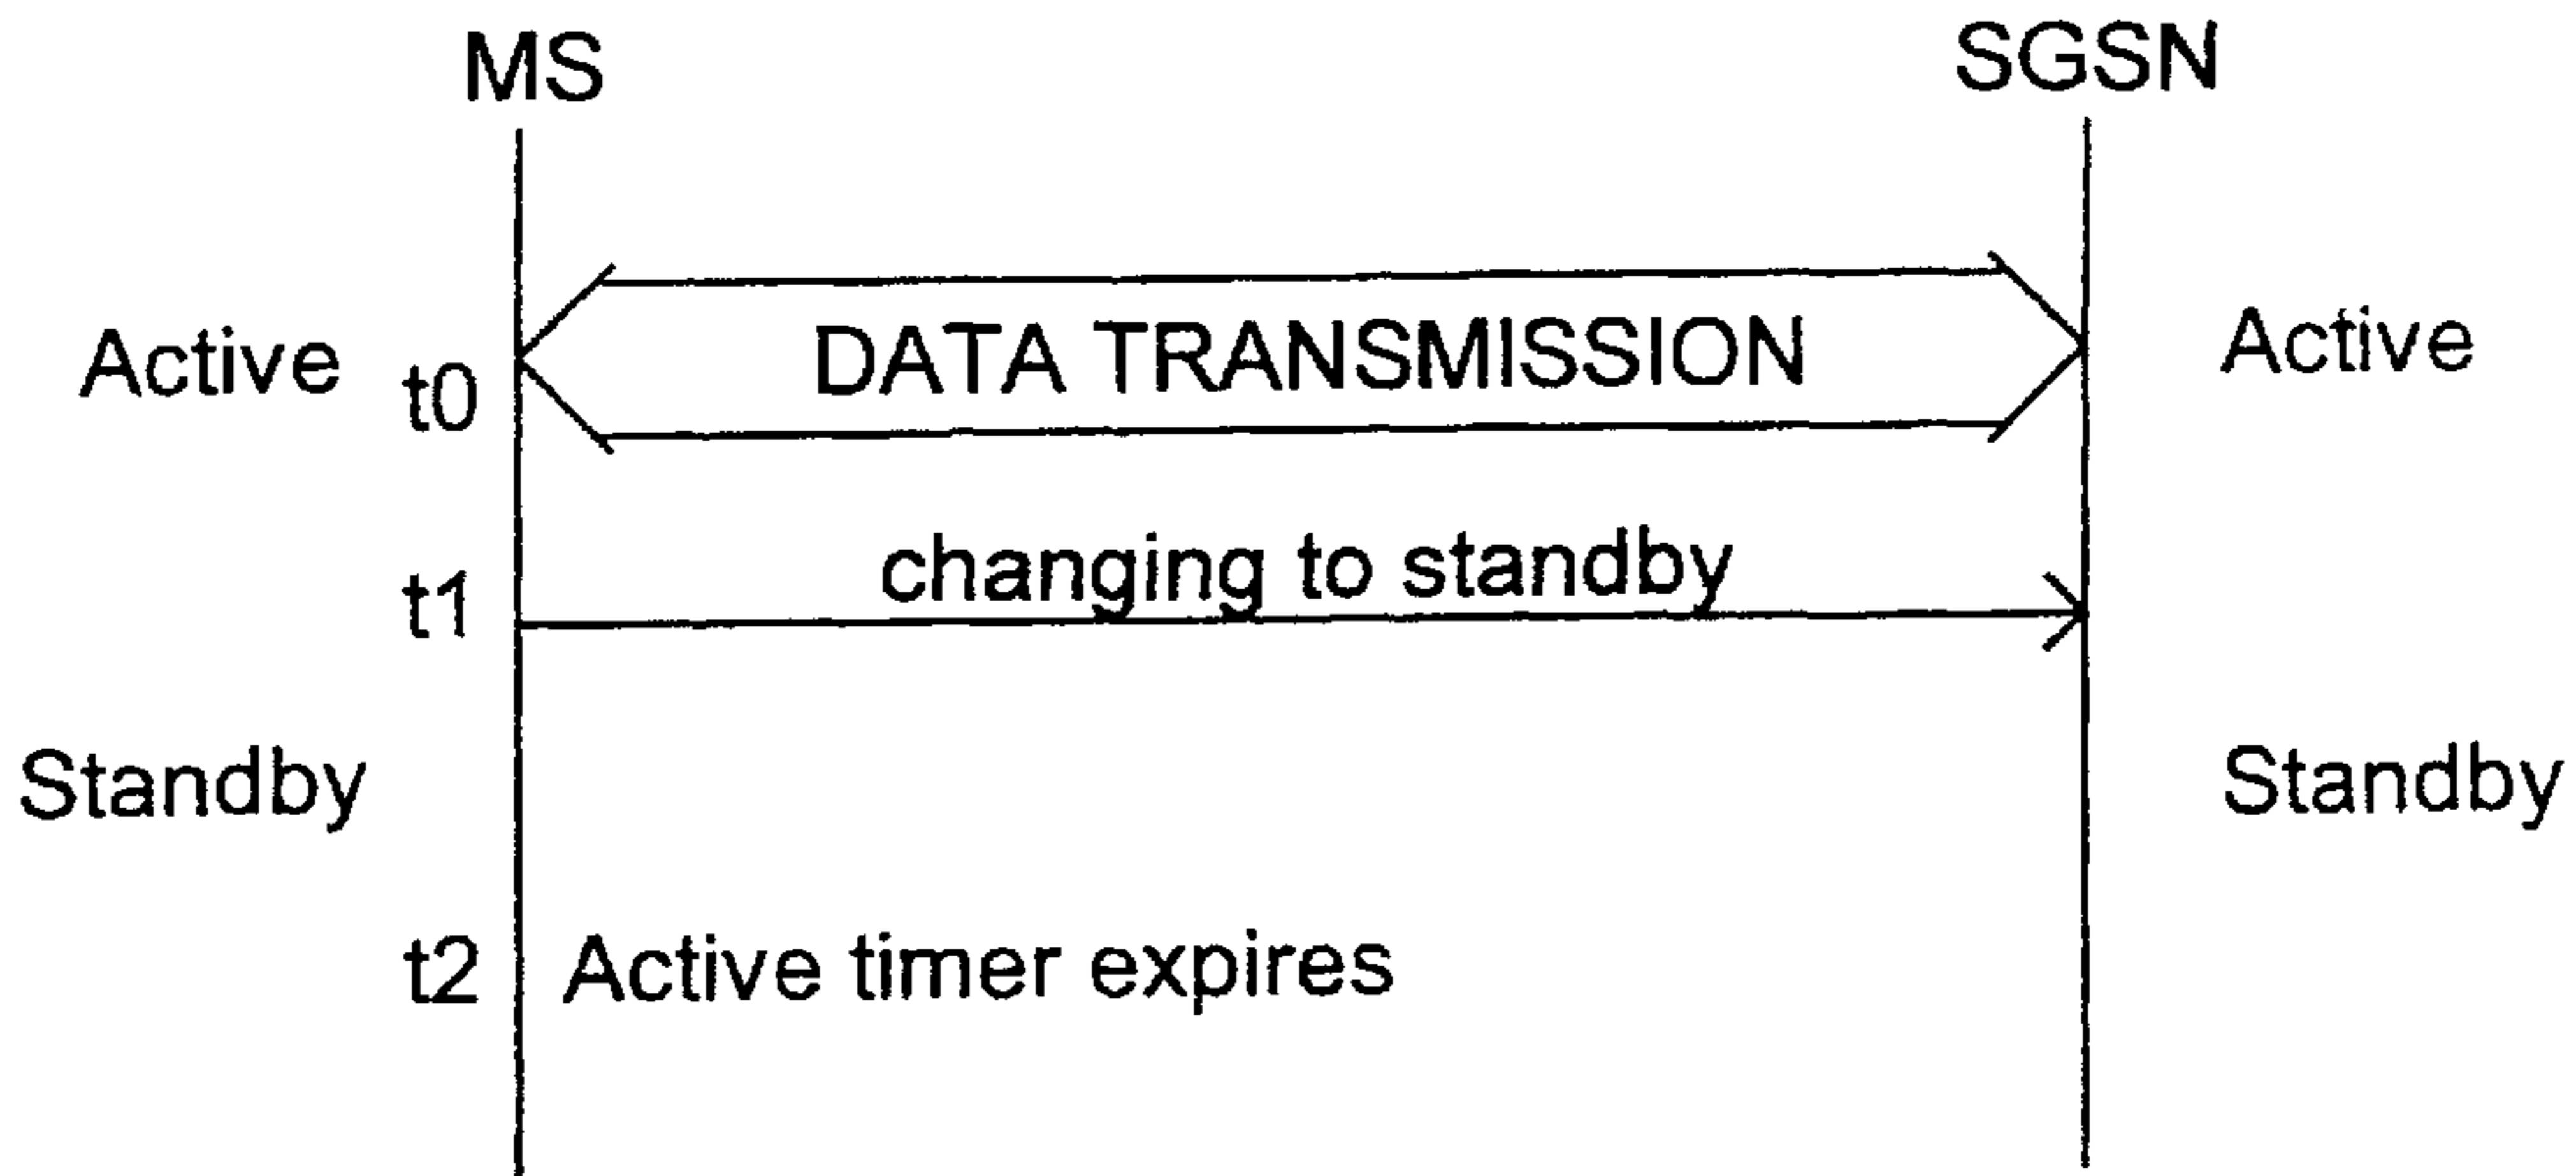 MS
SGSN
Active
t0
DATA TRANSMISSION
Active
t1
changing to standby
Standby
Standby
t2
Active timer expires